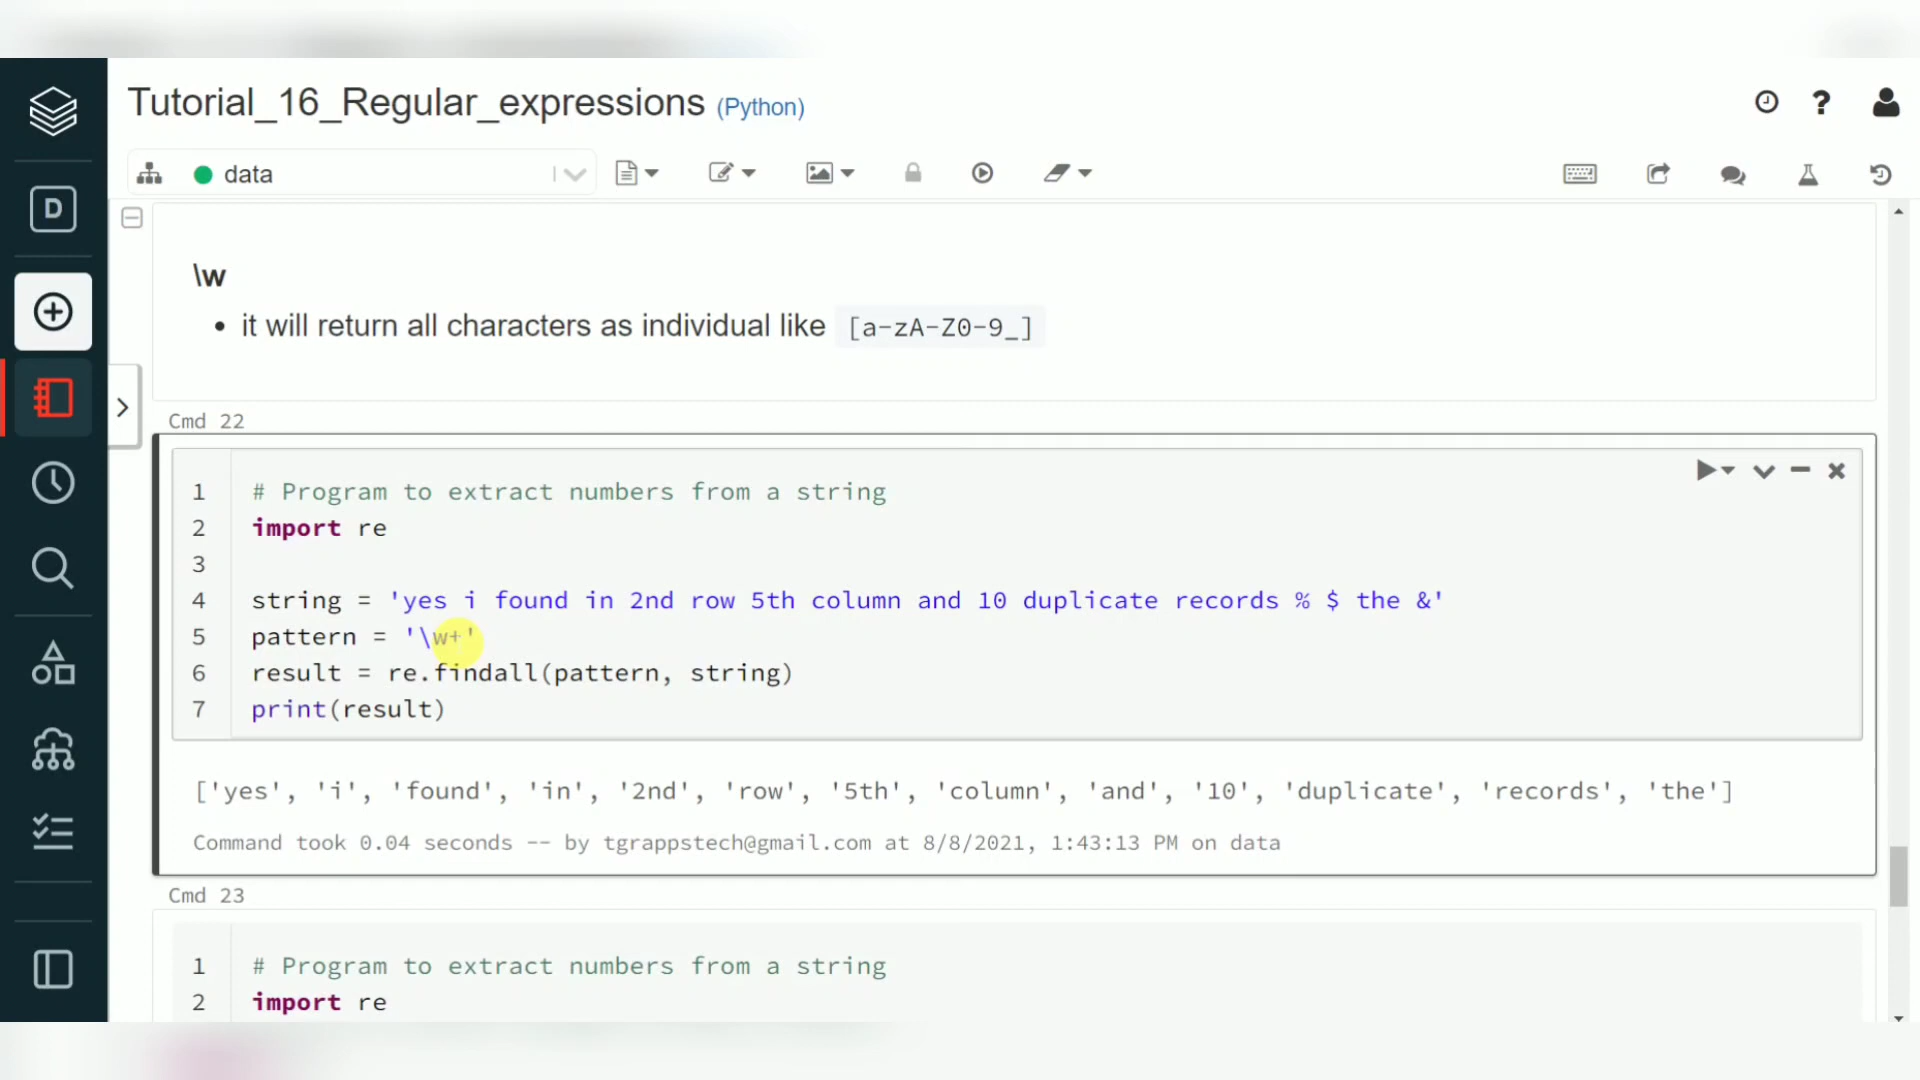 Tutorial_16_Regular_expressions (Python)
data
D
\w
• it will return all characters as individual like [a-zA-Z0-9_]
Cmd 22
1 # Program to extract numbers from a string
2 import re
3
4 string = 'yes i found in 2nd row 5th column and 10 duplicate records % $ the &'
5 pattern = '\w+'
6 result = re.findall(pattern, string)
7 print(result)
['yes', 'i', 'found', 'in', '2nd', 'row', '5th', 'column', 'and', '10', 'duplicate', 'records', 'the']
Command took 0.04 seconds -- by tgrappstech@gmail.com at 8/8/2021, 1:43:13 PM on data
Cmd 23
1 # Program to extract numbers from a string
2 import re